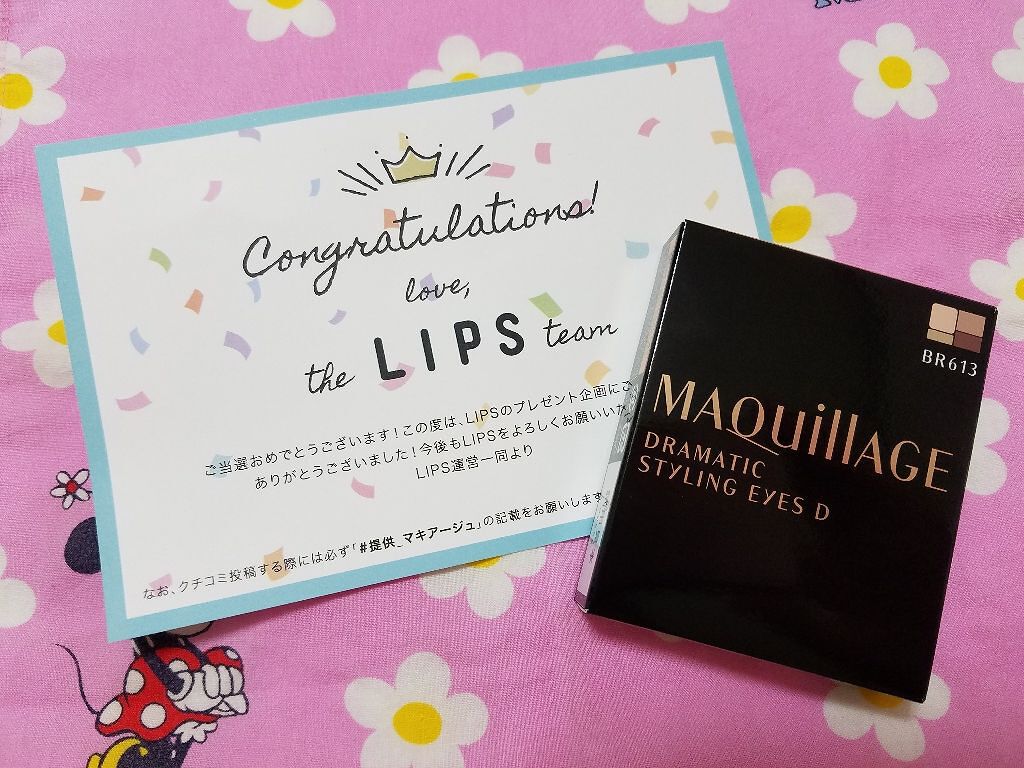 Congratulations!
love,
the LIPS team
ご当選おめでとうございます！この度は、LIPSのプレゼント企画にご
ありがとうございました！今後もLIPSをよろしくお願いいた
LIPS運営一同より
なお、クチコミ投稿する際には必ず「#提供_マキアージュ」の記載をお願いします
BR613
MAQuillAGE
DRAMATIC
STYLING EYES D